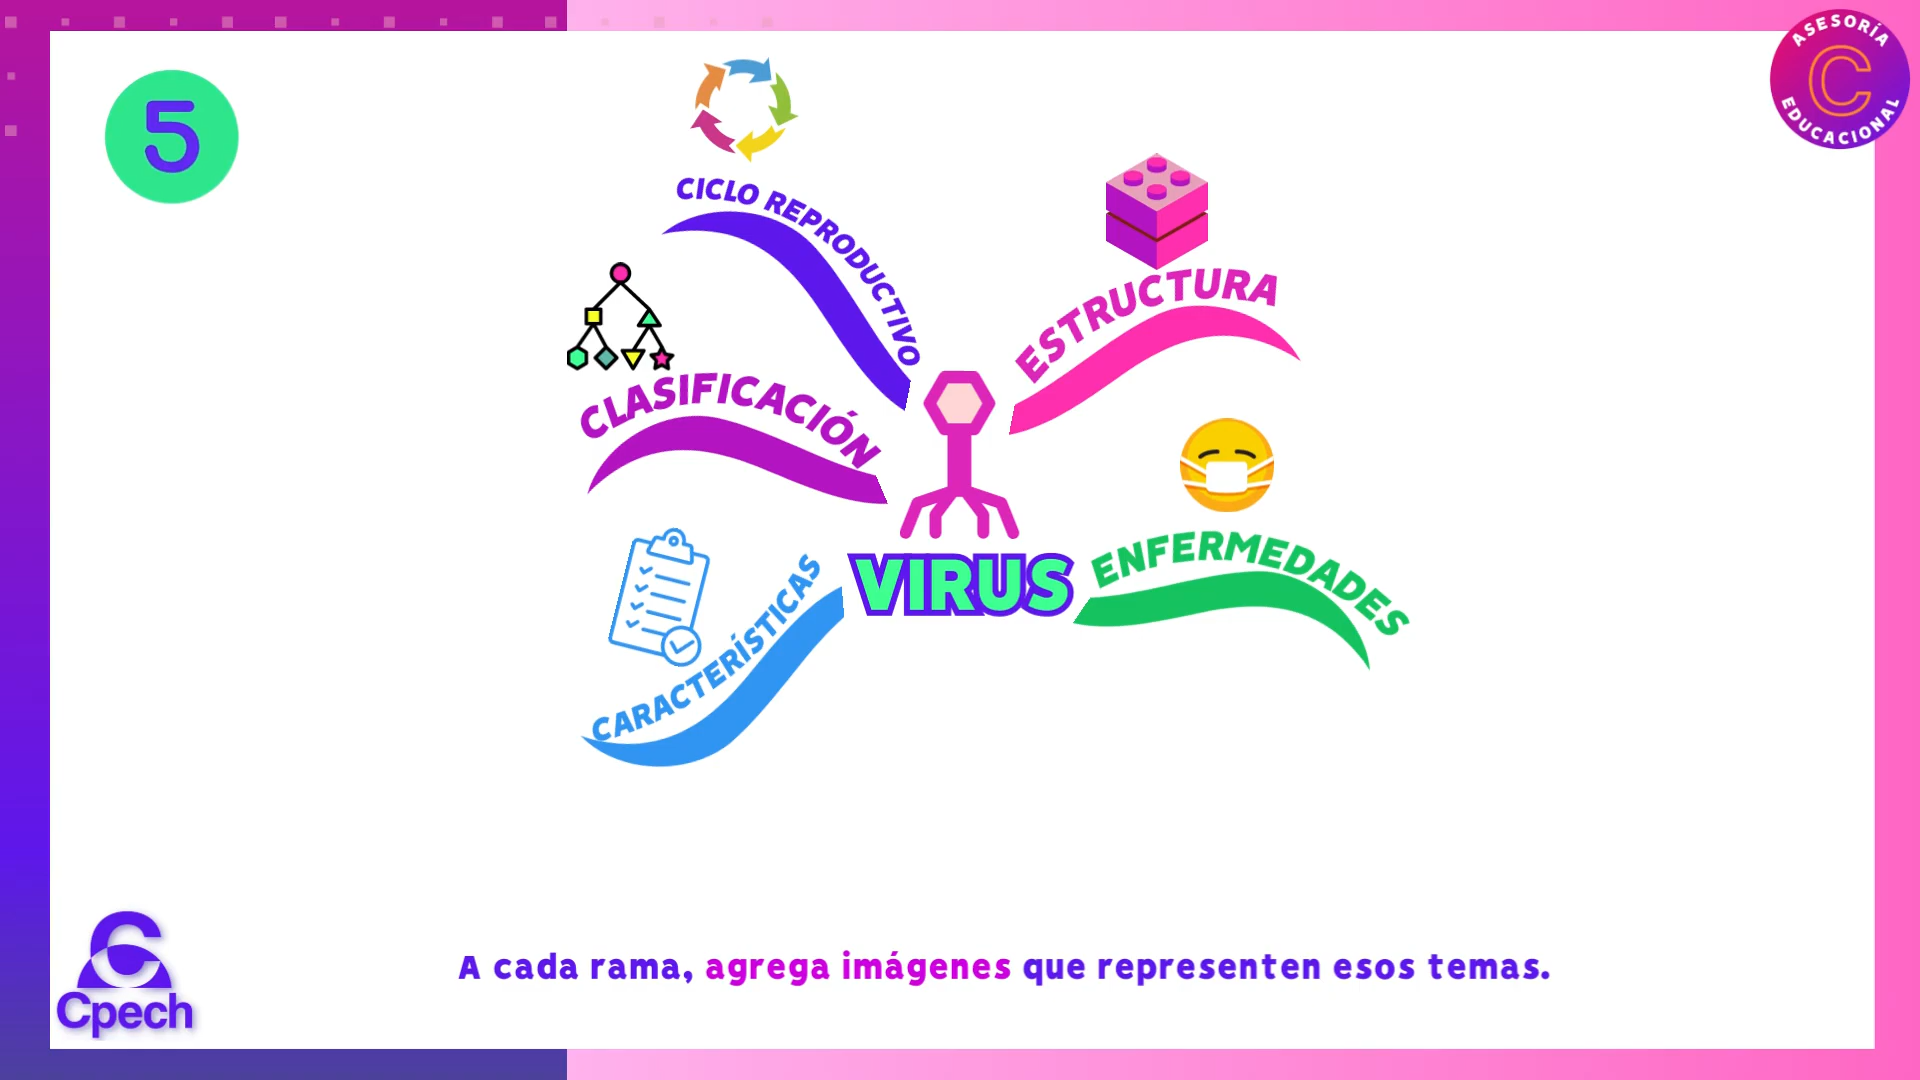 ASESORÍA
C
EDUCACIONAL
5
CICLO REPRODUCTIVO
ESTRUCTURA
CLASIFICACIÓN
VIRUS
ENFERMEDADES
CARACTERÍSTICAS
A cada rama, agrega imágenes que representen esos temas.
C
Cpech